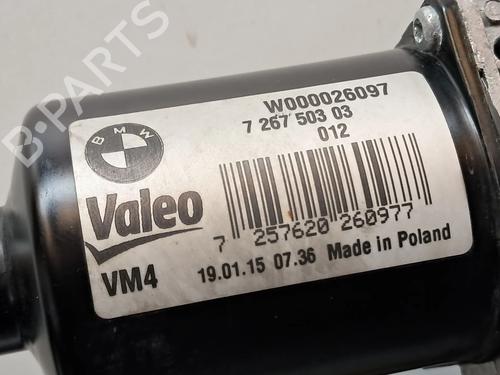 W000026097
7 267 503 03
012
BMW
Valeo
7 257620 260977
VM4
19.01.15 07.36 Made in Poland
B-PARTS